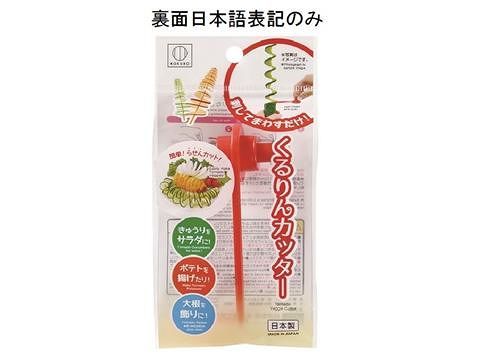 裏面日本語表記のみ
KOKUBO
※写真は
イメージです。
刺してまわすだけ！
簡単！らせんカット！
くるりんカッター
きゅうりを
サラダに！
ポテトを
揚げたり！
大根を
飾りに！
日本製
MADE IN JAPAN